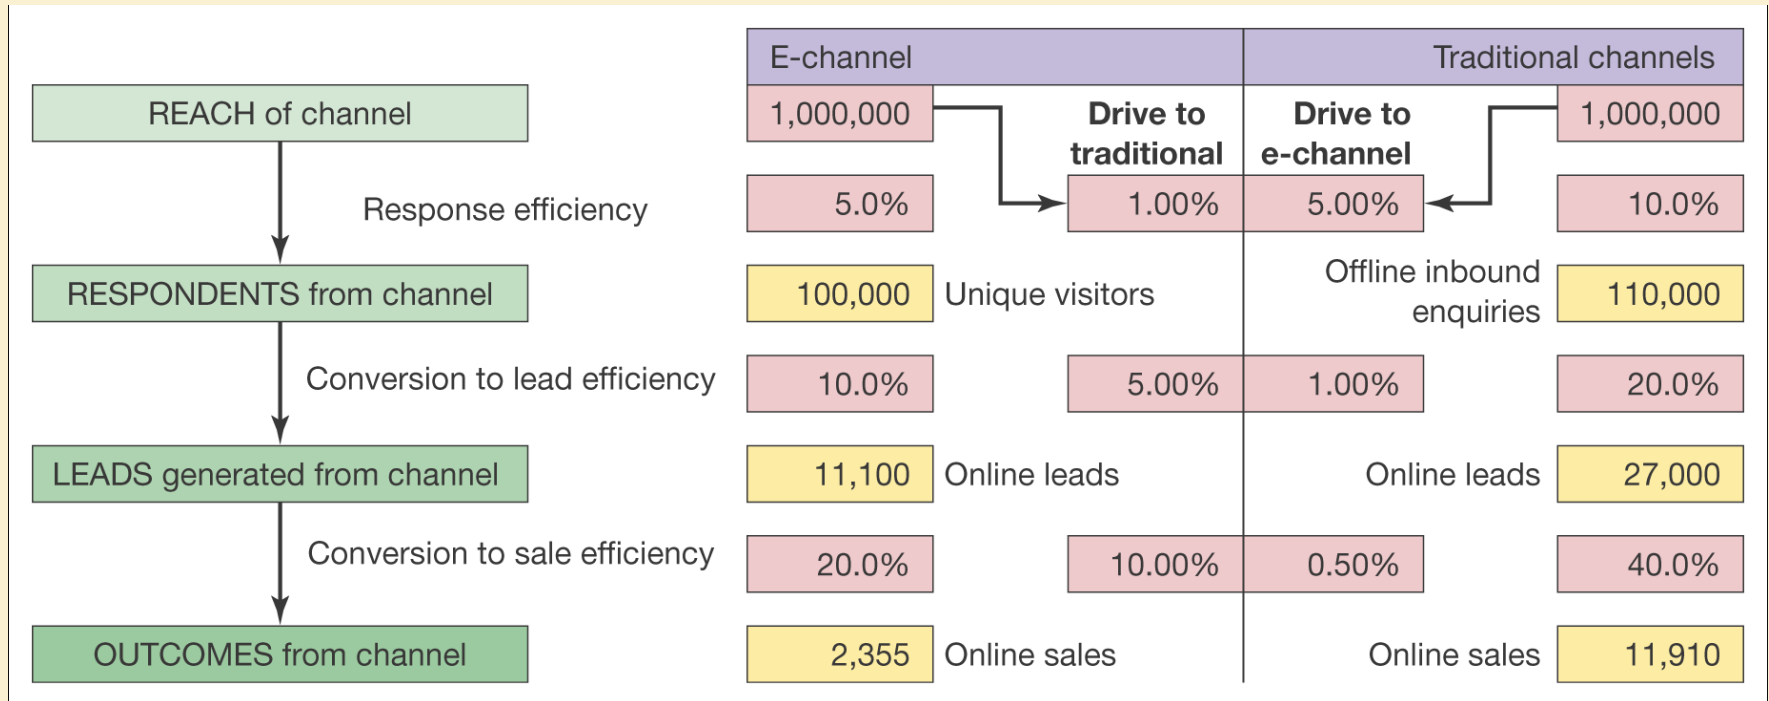 E-channel Traditional channels
REACH of channel 1,000,000 Drive to Drive to 1,000,000
traditional e-channel
Response efficiency 5.0% 1.00% 5.00% 10.0%
RESPONDENTS from channel 100,000 Unique visitors Offline inbound 110,000
enquiries
Conversion to lead efficiency 10.0% 5.00% 1.00% 20.0%
LEADS generated from channel 11,100 Online leads Online leads 27,000
Conversion to sale efficiency 20.0% 10.00% 0.50% 40.0%
OUTCOMES from channel 2,355 Online sales Online sales 11,910